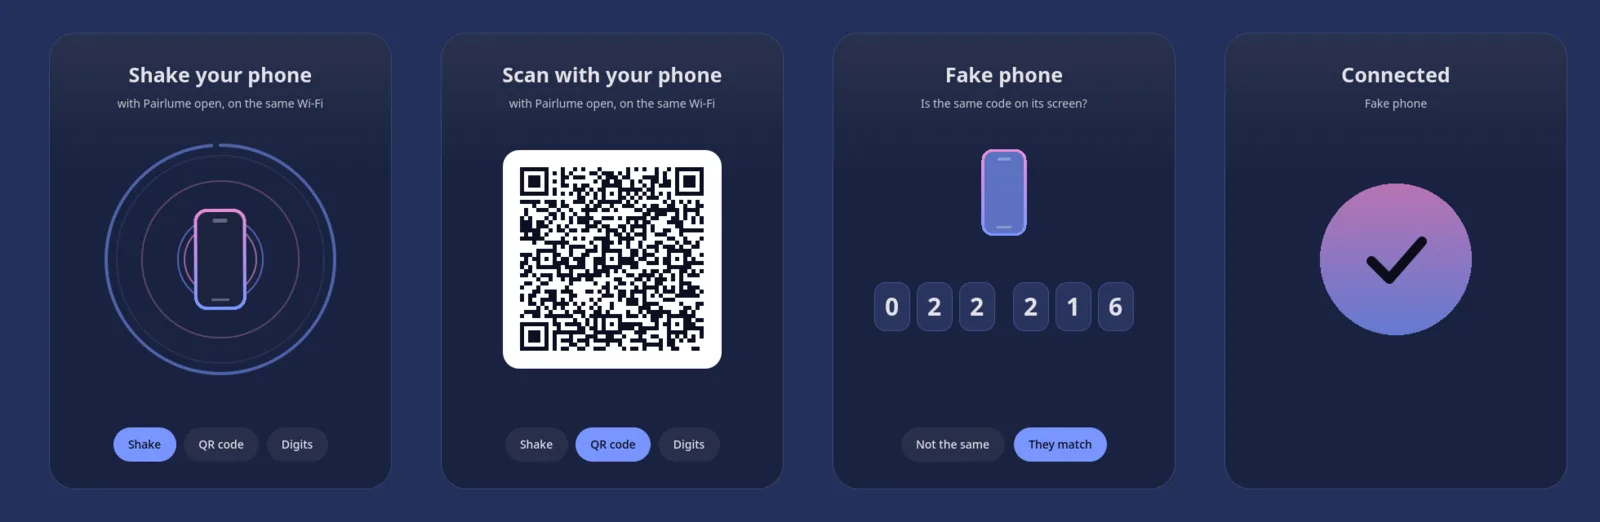 Shake your phone
with Pairlume open, on the same Wi-Fi
Shake
QR code
Digits
Scan with your phone
with Pairlume open, on the same Wi-Fi
Shake
QR code
Digits
Fake phone
Is the same code on its screen?
0 2 2 2 1 6
Not the same
They match
Connected
Fake phone